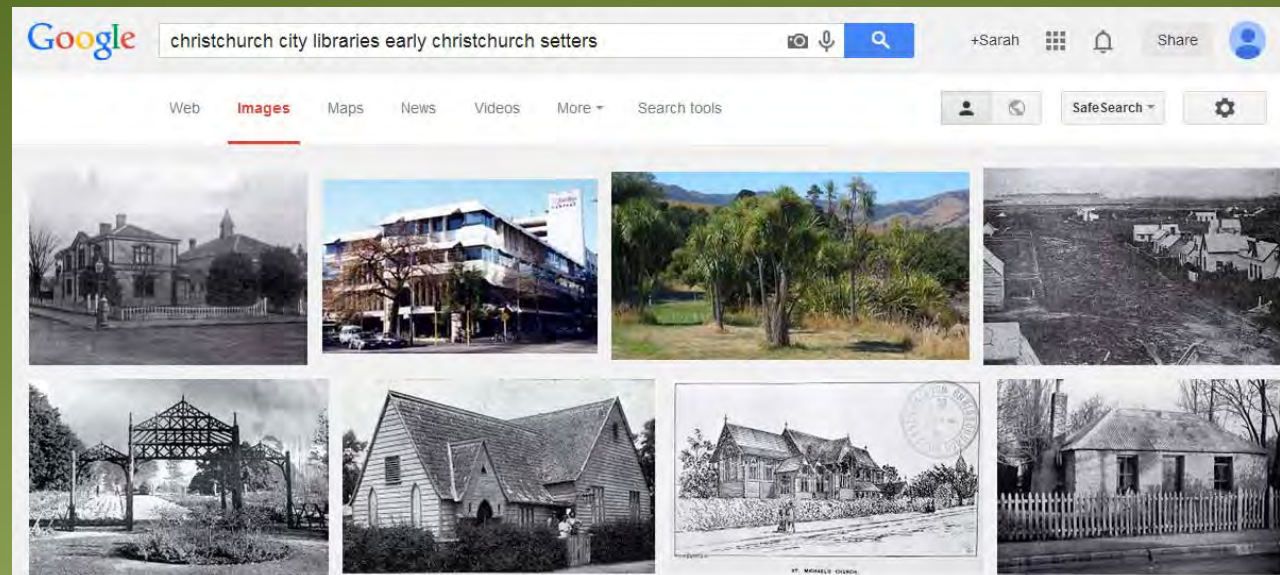 Google christchurch city libraries early christchurch setters +Sarah Share
Web Images Maps News Videos More Search tools SafeSearch
ST. MICHAEL'S CHURCH.